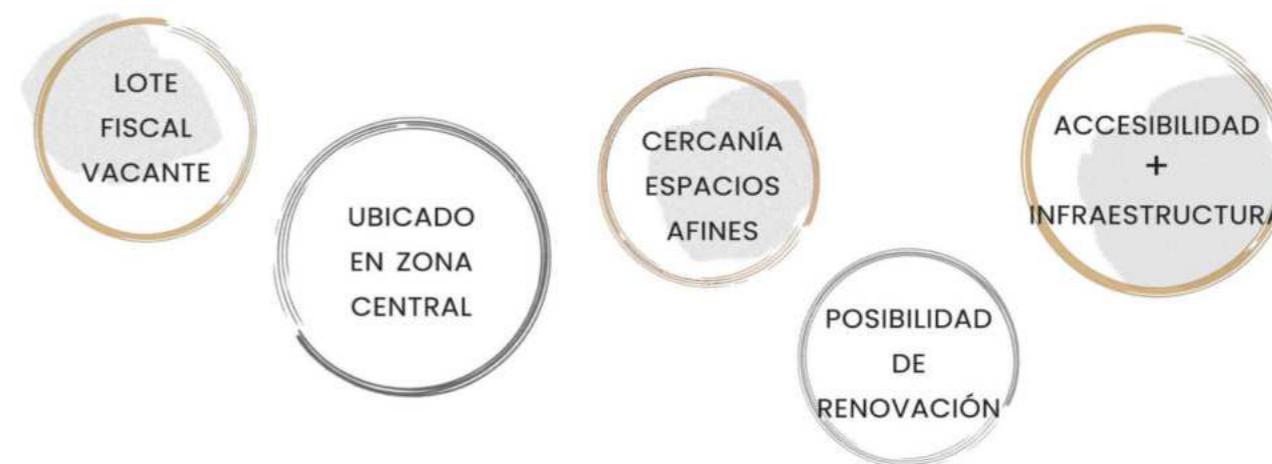 LOTE
FISCAL
VACANTE
UBICADO
EN ZONA
CENTRAL
CERCANÍA
ESPACIOS
AFINES
POSIBILIDAD
DE
RENOVACIÓN
ACCESIBILIDAD
+
INFRAESTRUCTURA